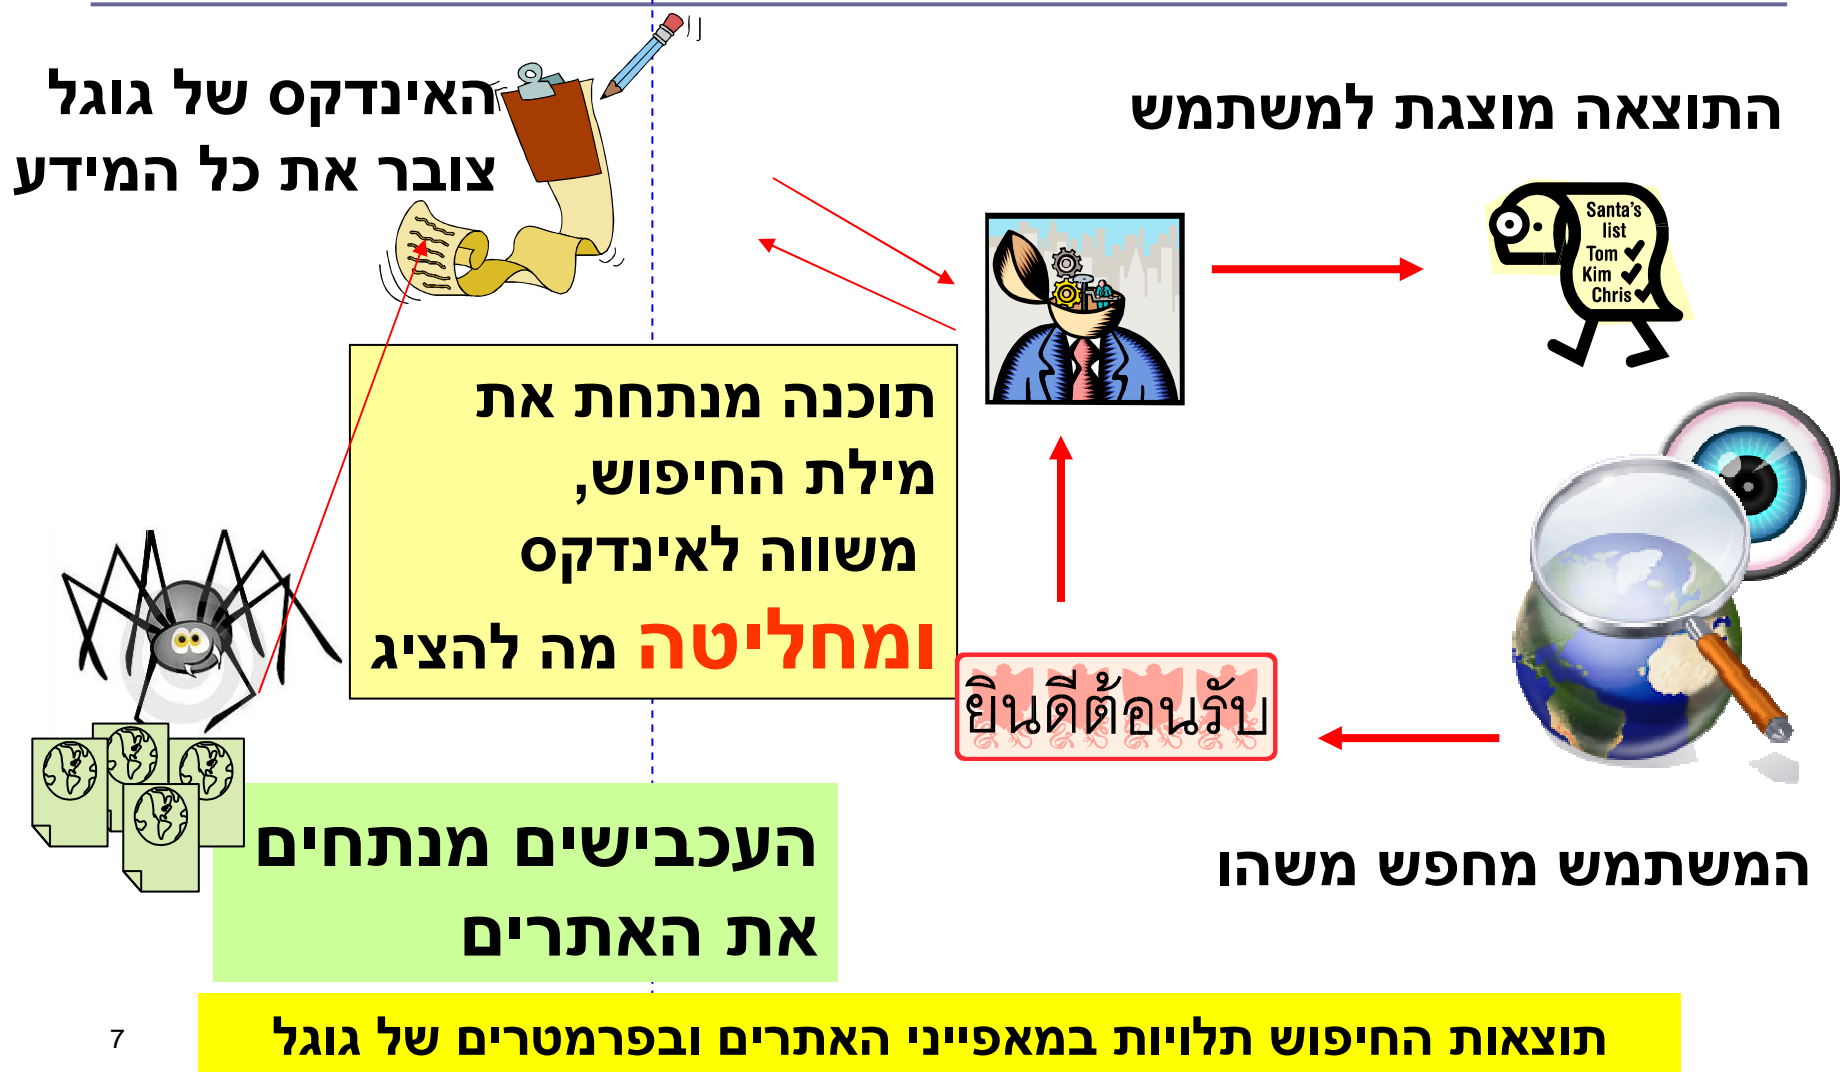 האינדקס של גוגל
צובר את כל המידע
התוצאה מוצגת למשתמש
Santa's
list
Tom
Kim
Chris
תוכנה מנתחת את
מילת החיפוש,
משווה לאינדקס
ומחליטה מה להציג
ยินดีต้อนรับ
העכבישים מנתחים
את האתרים
המשתמש מחפש משהו
תוצאות החיפוש תלויות במאפייני האתרים ובפרמטרים של גוגל
7